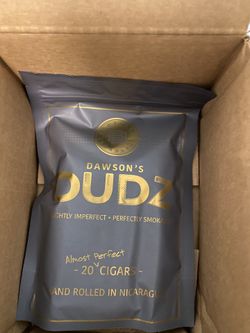 DAWSON'S
DUDZ
IMPERFECT • PERFECTLY
Almost Perfect
- 20 CIGARS -
ROLLED IN